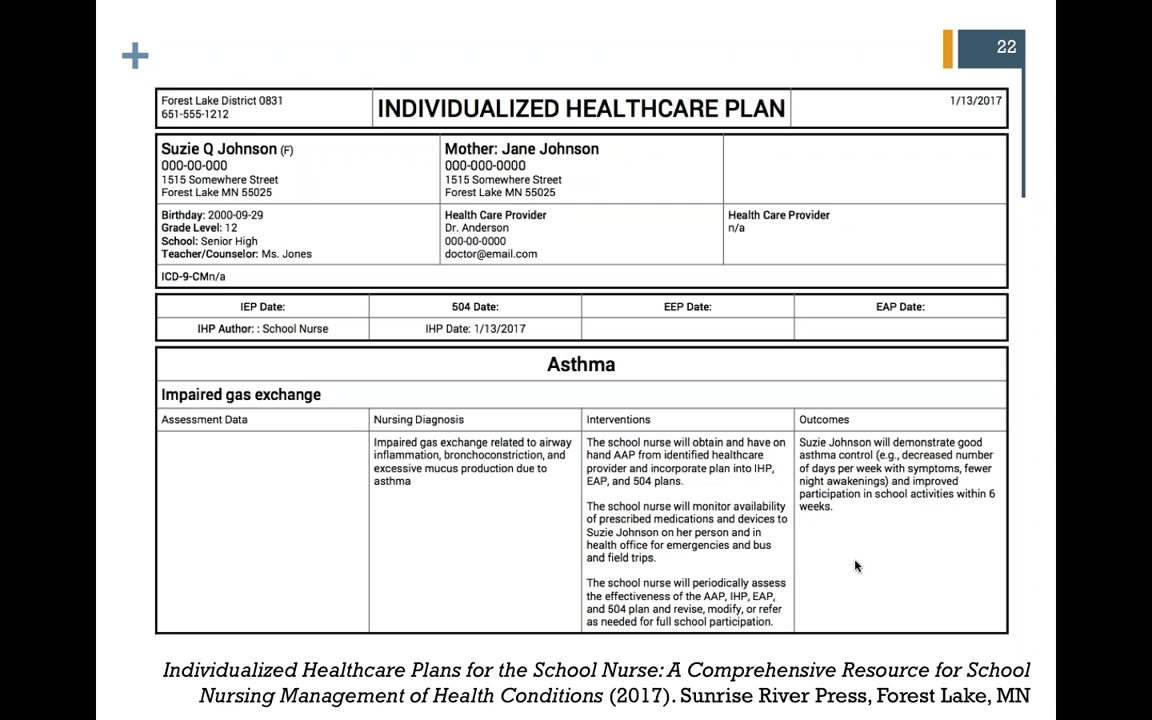 22
Forest Lake District 0831
651-555-1212
INDIVIDUALIZED HEALTHCARE PLAN
1/13/2017
Suzie Q Johnson (F)
000-00-000
1515 Somewhere Street
Forest Lake MN 55025
Mother: Jane Johnson
000-000-0000
1515 Somewhere Street
Forest Lake MN 55025
Birthday: 2000-09-29
Grade Level: 12
School: Senior High
Teacher/Counselor: Ms. Jones
Health Care Provider
Dr. Anderson
000-00-0000
doctor@email.com
Health Care Provider
n/a
ICD-9-CMn/a
IEP Date:
504 Date:
EEP Date:
EAP Date:
IHP Author: : School Nurse
IHP Date: 1/13/2017
Asthma
Impaired gas exchange
Assessment Data
Nursing Diagnosis
Interventions
Outcomes
Impaired gas exchange related to airway
inflammation, bronchoconstriction, and
excessive mucus production due to
asthma
The school nurse will obtain and have on
hand AAP from identified healthcare
provider and incorporate plan into IHP,
EAP, and 504 plans.
The school nurse will monitor availability
of prescribed medications and devices to
Suzie Johnson on her person and in
health office for emergencies and bus
and field trips.
The school nurse will periodically assess
the effectiveness of the AAP, IHP, EAP,
and 504 plan and revise, modify, or refer
as needed for full school participation.
Suzie Johnson will demonstrate good
asthma control (e.g., decreased number
of days per week with symptoms, fewer
night awakenings) and improved
participation in school activities within 6
weeks.
Individualized Healthcare Plans for the School Nurse: A Comprehensive Resource for School
Nursing Management of Health Conditions (2017). Sunrise River Press, Forest Lake, MN